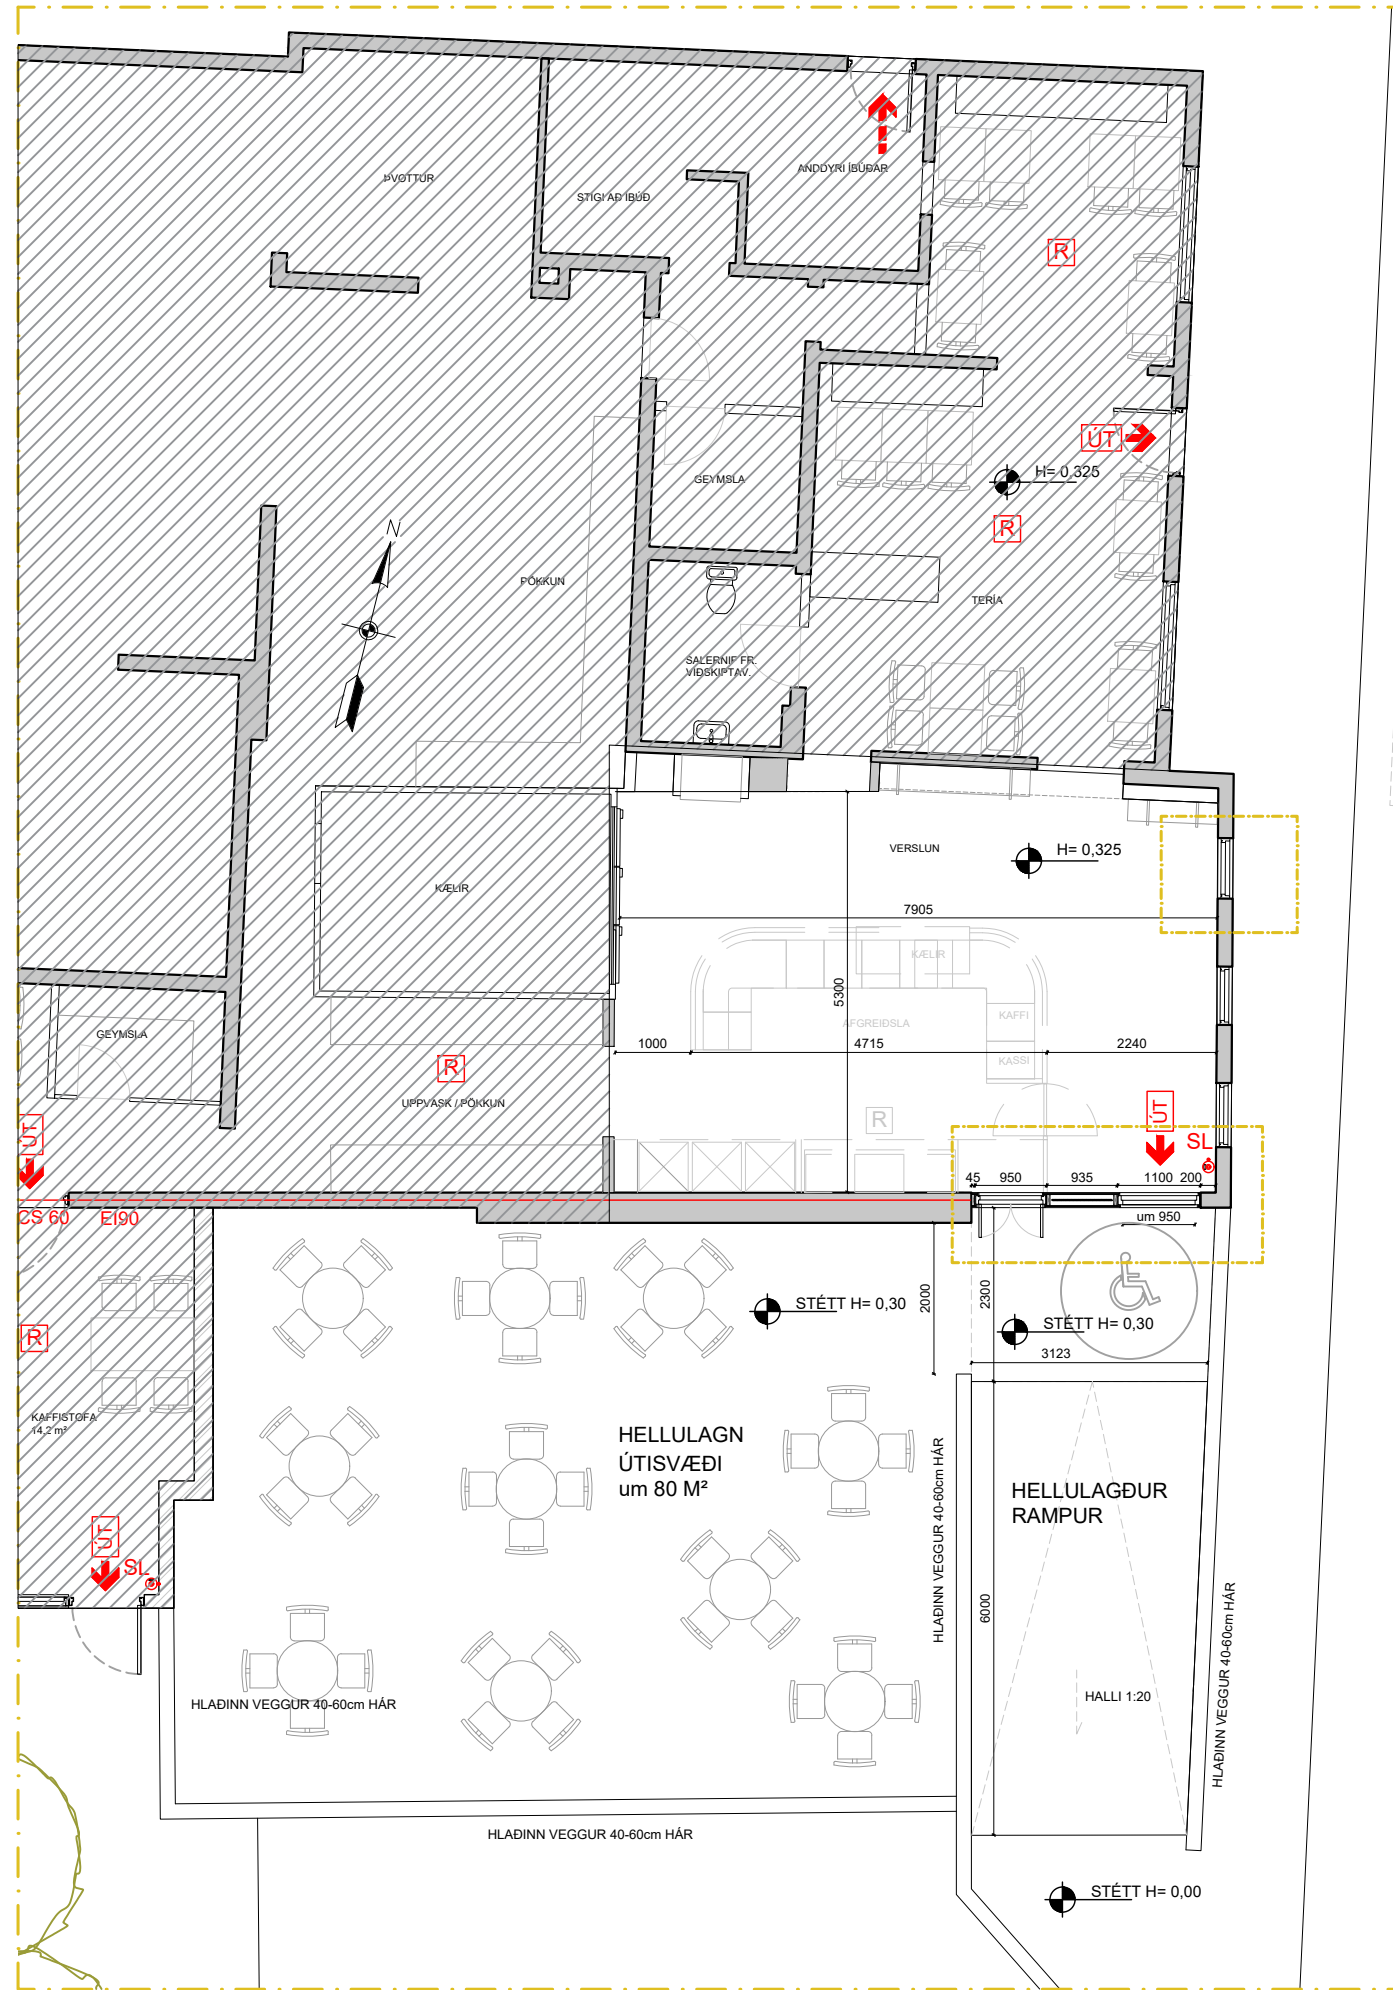 ÞVOTTUR
STIGI AÐ ÍBÚÐ
ANDDYRI ÍBÚÐAR
R
ÚT
H= 0,325
GEYMSLA
R
N
PÖKKUN
TERÍA
SALERNI F. FR.
VIÐSKIPTAV.
VERSLUN
H= 0,325
KÆLIR
7905
KÆLIR
5300
AFGREIÐSLA
KAFFI
GEYMSLA
1000
4715
2240
KASSI
R
UPPVASK / PÖKKUN
R
ÚT
ÚT
SL
45
950
935
1100
200
CS 60
EI90
um 950
STÉTT H= 0,30
2000
2300
STÉTT H= 0,30
R
3123
KAFFISTOFA
14,2 m²
HELLULAGN
ÚTISVÆÐI
um 80 M²
HLAÐINN VEGGUR 40-60cm HÁR
HELLULAGÐUR
RAMPUR
ÚT
SL
6000
HLAÐINN VEGGUR 40-60cm HÁR
HLAÐINN VEGGUR 40-60cm HÁR
HALLI 1:20
HLAÐINN VEGGUR 40-60cm HÁR
STÉTT H= 0,00